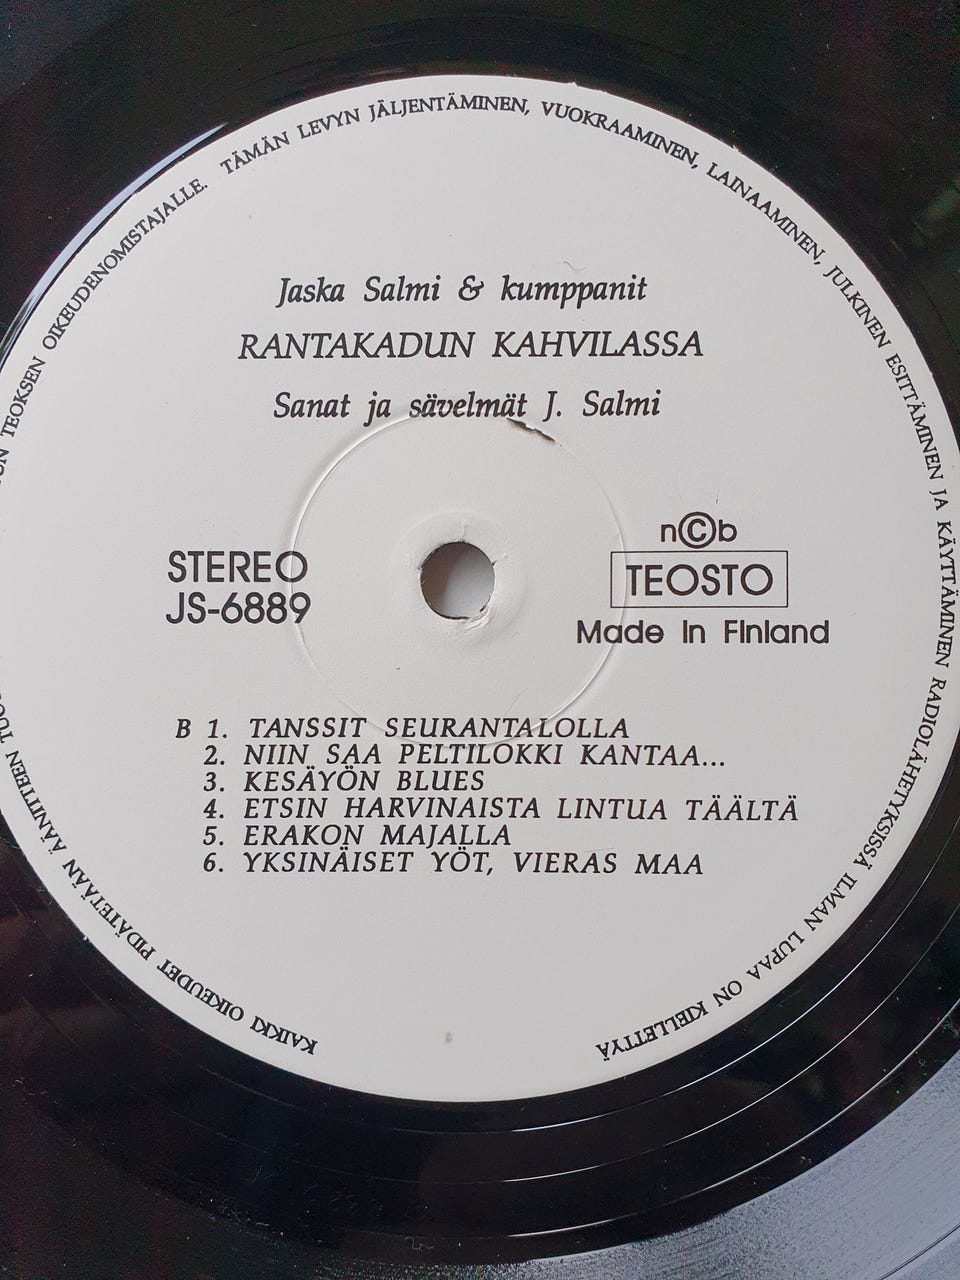 KAIKKI OIKEUDET PIDÄTETÄÄN ÄÄNITTEEN TEOKSEN OIKEUDENOMISTAJALLE. TÄMÄN LEVYN JÄLJENTÄMINEN, VUOKRAAMINEN, LAINAAMINEN, JULKINEN ESITTÄMINEN JA KÄYTTÄMINEN RADIOLÄHETYKSISSÄ ILMAN LUPAA ON KIELLETTYÄ
Jaska Salmi & kumppanit
RANTAKADUN KAHVILASSA
Sanat ja sävelmät J. Salmi
STEREO
JS-6889
n©b
TEOSTO
Made in Finland
B 1. TANSSIT SEURANTALOLLA
2. NIIN SAA PELTILOKKI KANTAA...
3. KESÄYÖN BLUES
4. ETSIN HARVINAISTA LINTUA TÄÄLTÄ
5. ERAKON MAJALLA
6. YKSINÄISET YÖT, VIERAS MAA